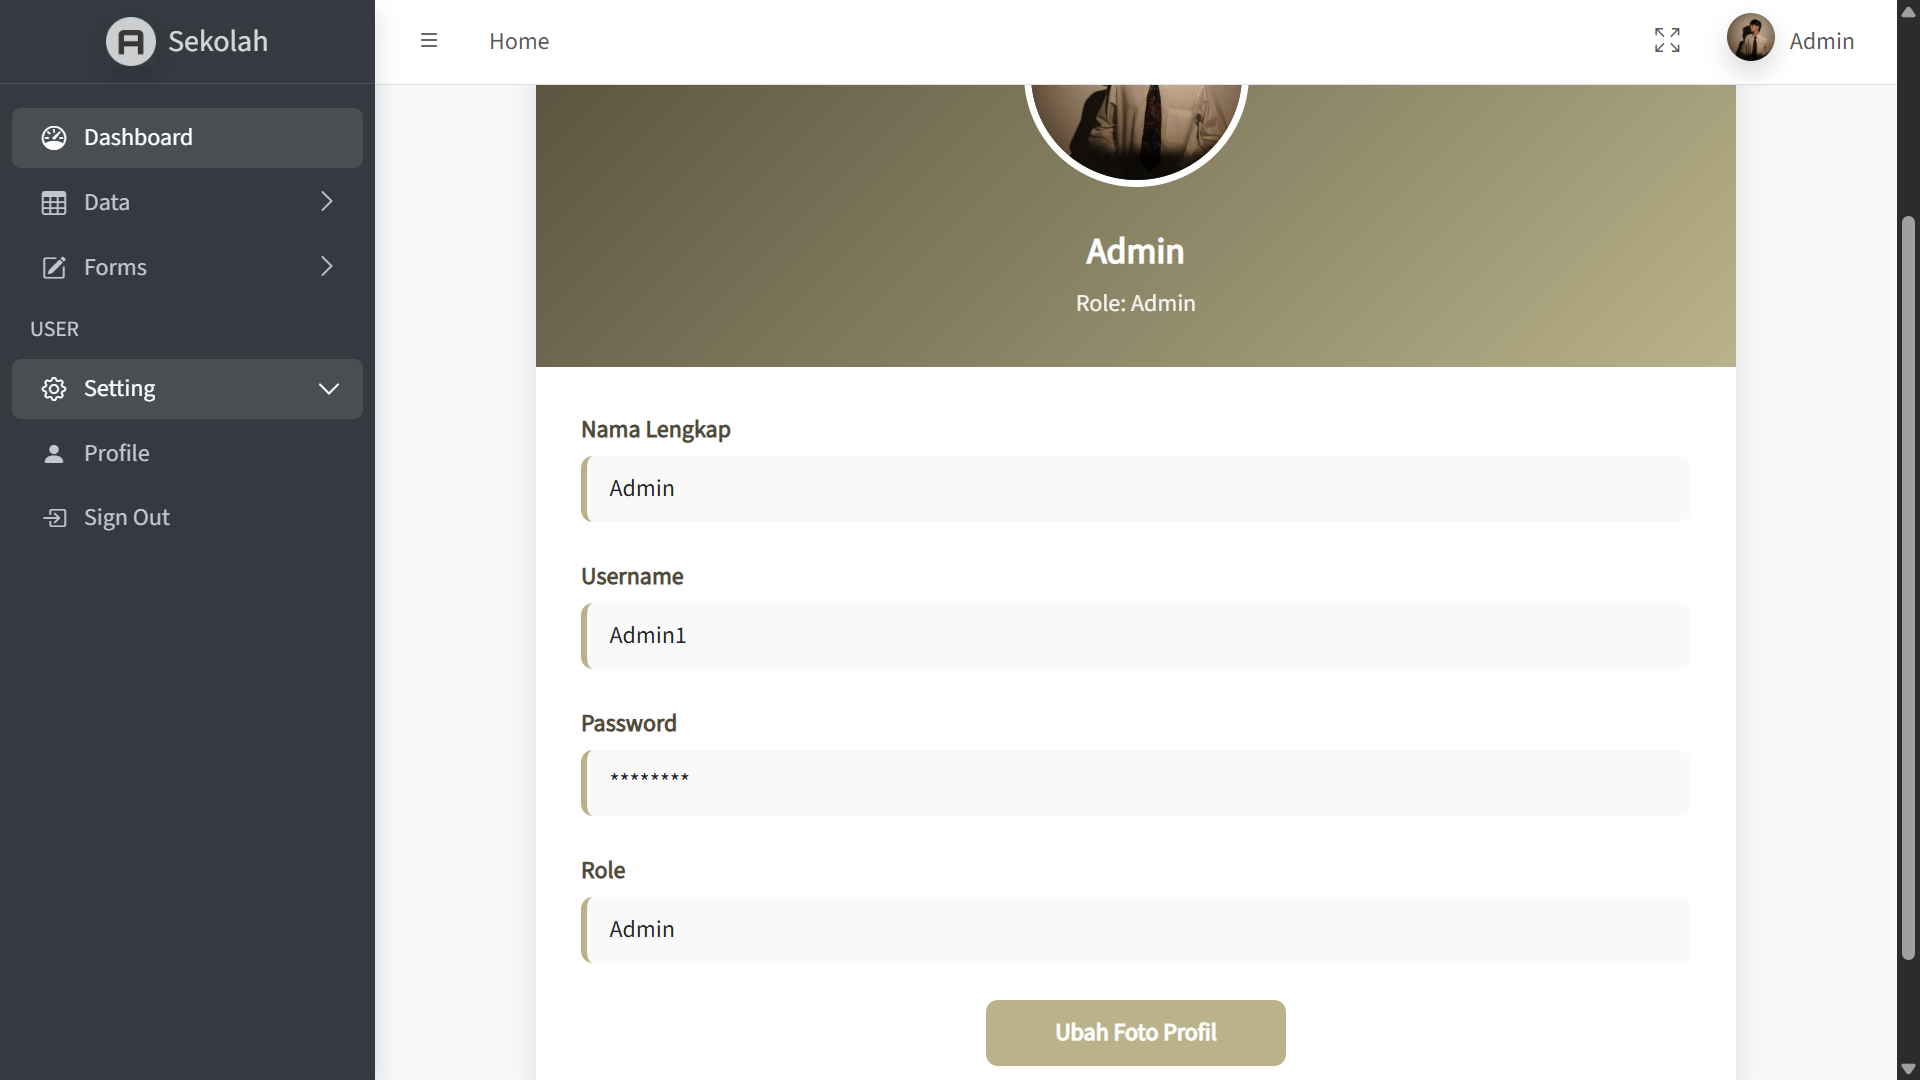 Sekolah
Dashboard
Data
Forms
USER
Setting
Profile
Sign Out
Home
Admin
Admin
Role: Admin
Nama Lengkap
Admin
Username
Admin1
Password
********
Role
Admin
Ubah Foto Profil